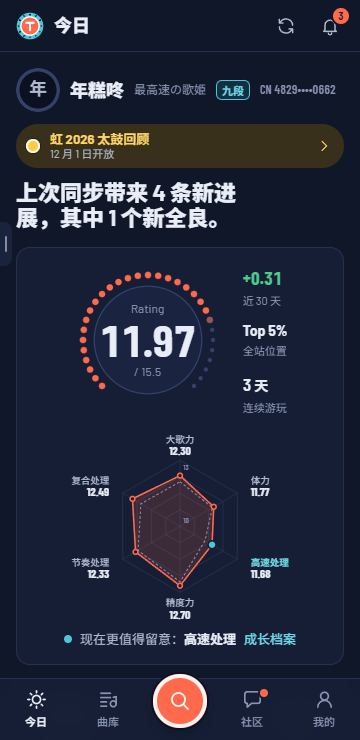 今日
3
年
年糕咚
最高速の歌姫
九段
CN 4829••••0662
虹 2026 太鼓回顾
12 月 1 日开放
上次同步带来 4 条新进
展，其中 1 个新全良。
Rating
11.97
/ 15.5
+0.31
近 30 天
Top 5%
全站位置
3 天
连续游玩
大歌力
12.30
13
10
复合处理
12.49
体力
11.77
节奏处理
12.33
高速处理
11.68
精度力
12.70
现在更值得留意：高速处理 成长档案
今日
曲库
社区
我的